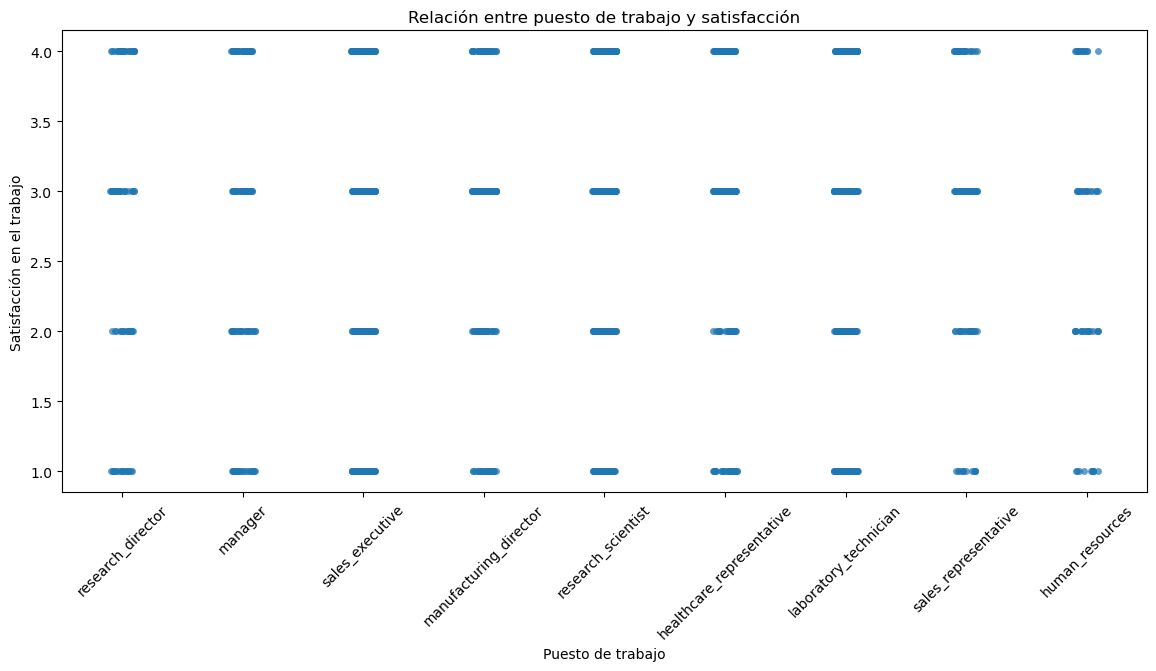 Relación entre puesto de trabajo y satisfacción
Satisfacción en el trabajo
4.0
3.5
3.0
2.5
2.0
1.5
1.0
research_director
manager
sales_executive
manufacturing_director
research_scientist
healthcare_representative
laboratory_technician
sales_representative
human_resources
Puesto de trabajo